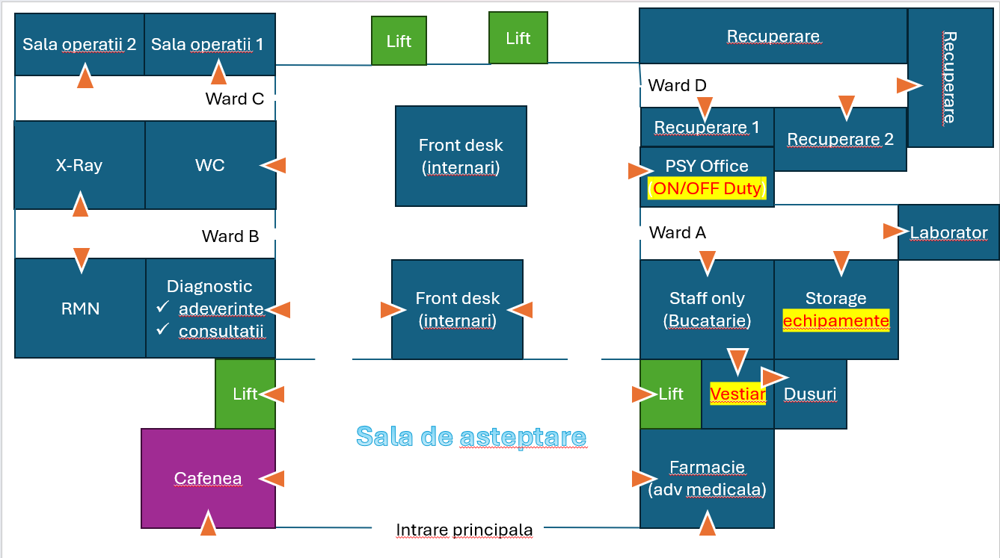 Sala operatii 2
Sala operatii 1
Lift
Lift
Recuperare
Recuperare
Ward C
Ward D
X-Ray
WC
Front desk
(internari)
Recuperare 1
Recuperare 2
PSY Office
(ON/OFF Duty)
Ward B
Ward A
Laborator
RMN
Diagnostic
✓ adeverinte
✓ consultatii
Front desk
(internari)
Staff only
(Bucatarie)
Storage
echipamente
Lift
Lift
Vestiar
Dusuri
Sala de asteptare
Cafenea
Farmacie
(adv medicala)
Intrare principala